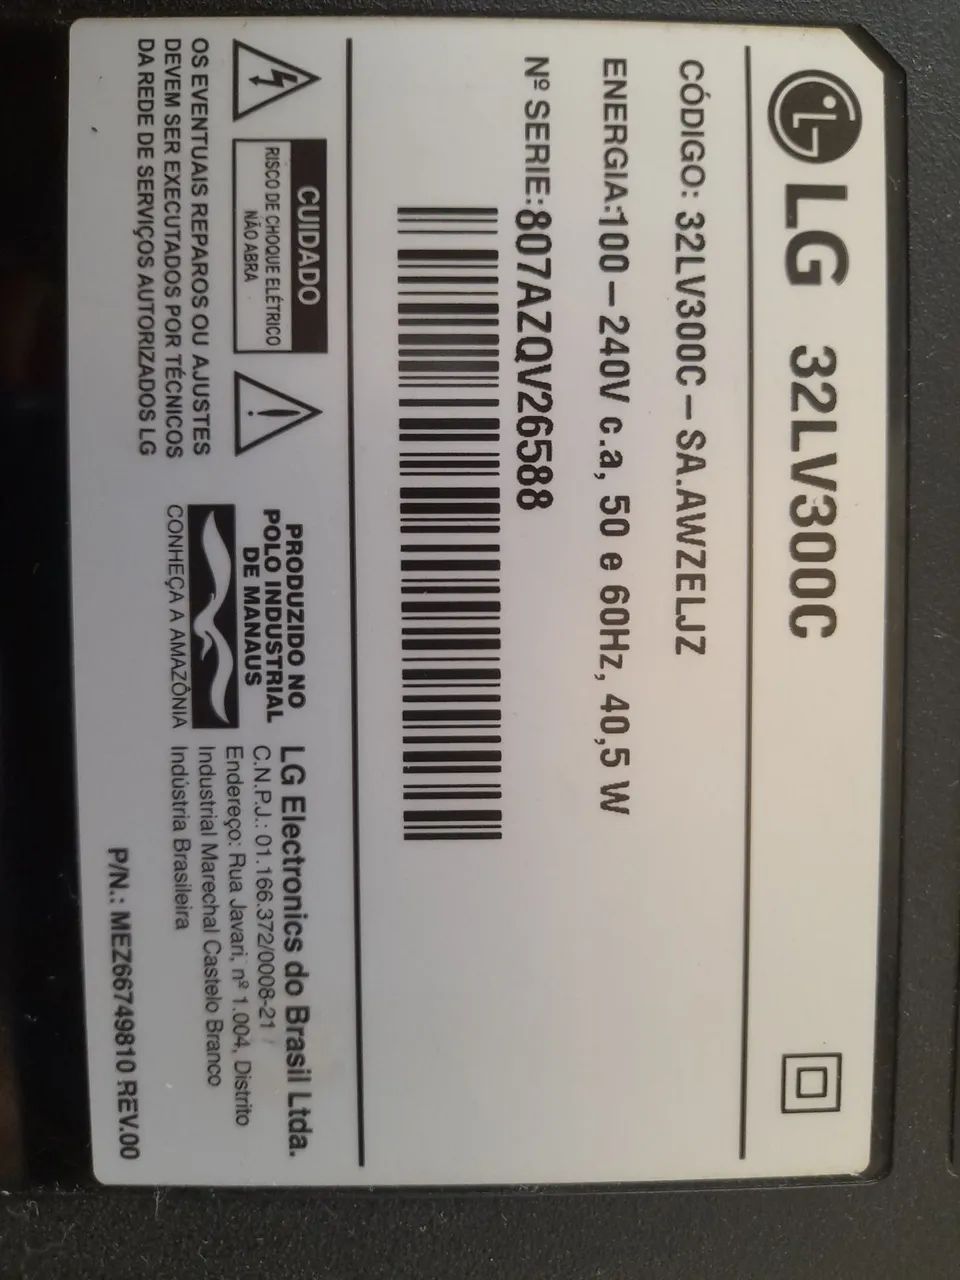 LG 32LV300C
CÓDIGO: 32LV300C-SA.AWZELJZ
ENERGIA:100-240V c.a, 50 e 60Hz, 40,5 W
Nº SERIE:807AZQV26588
CUIDADO
RISCO DE CHOQUE ELÉTRICO
NÃO ABRA
OS EVENTUAIS REPAROS OU AJUSTES
DEVEM SER EXECUTADOS POR TÉCNICOS
DA REDE DE SERVIÇOS AUTORIZADOS LG
PRODUZIDO NO
POLO INDUSTRIAL
DE MANAUS
CONHEÇA A AMAZÔNIA
LG Electronics do Brasil Ltda.
C.N.P.J.: 01.166.372/0008-21 /
Endereço: Rua Javari, nº 1.004, Distrito
Industrial Marechal Castelo Branco
Indústria Brasileira
P/N.: MEZ66749810 REV.00